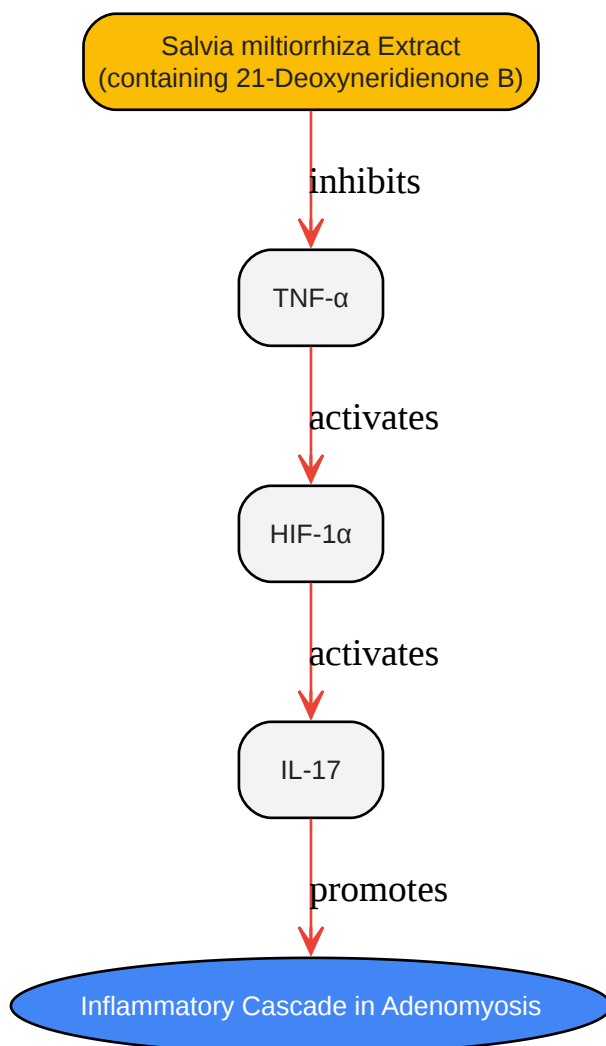 Salvia miltiorrhiza Extract
(containing 21-Deoxyneridienone B)
inhibits
TNF-α
activates
HIF-1α
activates
IL-17
promotes
Inflammatory Cascade in Adenomyosis